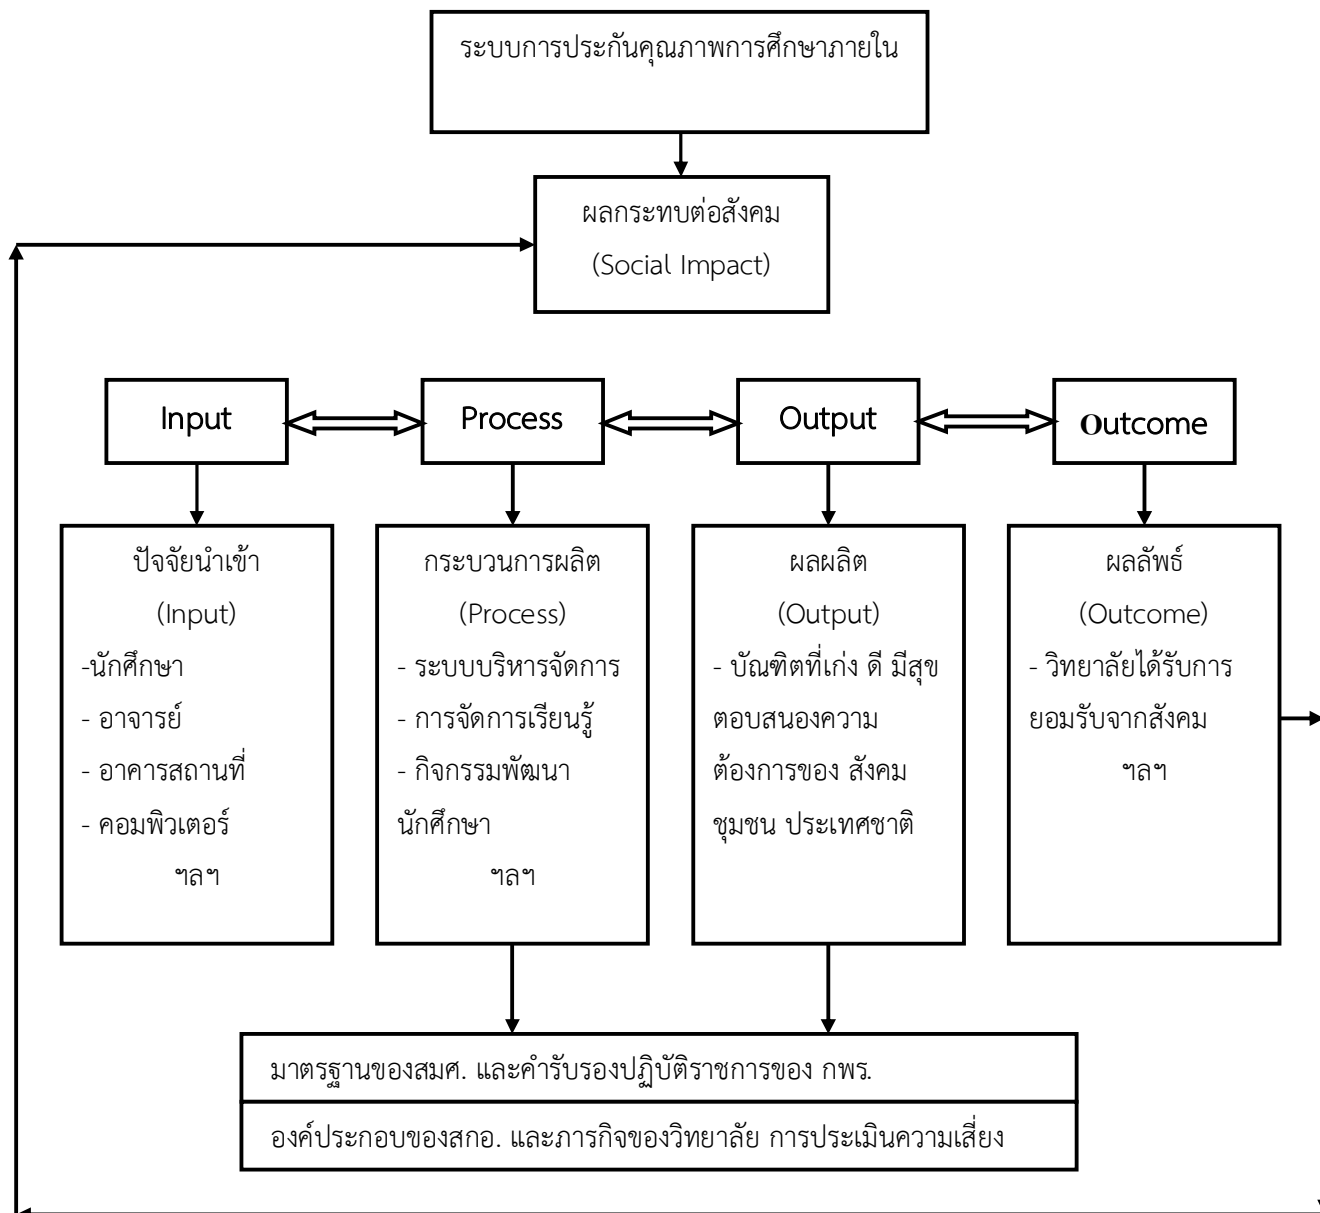 ระบบการประกันคุณภาพการศึกษาภายใน
ผลกระทบต่อสังคม
(Social Impact)
Input
Process
Output
Outcome
ปัจจัยนำเข้า
(Input)
-นักศึกษา
- อาจารย์
- อาคารสถานที่
- คอมพิวเตอร์
ฯลฯ
กระบวนการผลิต
(Process)
- ระบบบริหารจัดการ
- การจัดการเรียนรู้
- กิจกรรมพัฒนา
นักศึกษา
ฯลฯ
ผลผลิต
(Output)
- บัณฑิตที่เก่ง ดี มีสุข
ตอบสนองความ
ต้องการของ สังคม
ชุมชน ประเทศชาติ
ผลลัพธ์
(Outcome)
- วิทยาลัยได้รับการ
ยอมรับจากสังคม
ฯลฯ
มาตรฐานของสมศ. และคำรับรองปฏิบัติราชการของ กพร.
องค์ประกอบของสกอ. และภารกิจของวิทยาลัย การประเมินความเสี่ยง